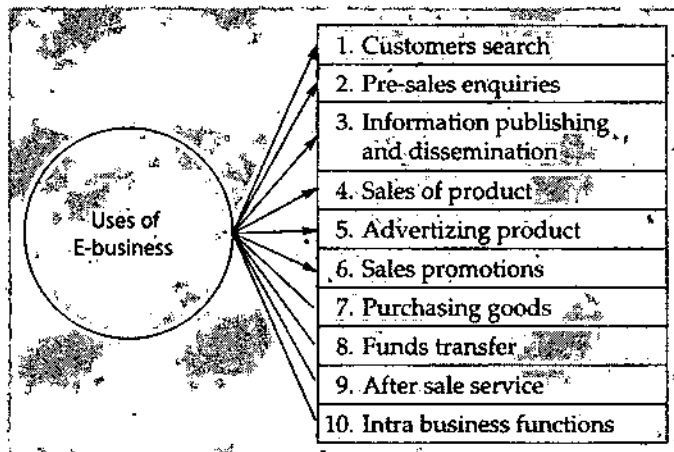 Uses of
E-business
1. Customers search
2. Pre-sales enquiries
3. Information publishing
and dissemination
4. Sales of product
5. Advertizing product
6. Sales promotions
7. Purchasing goods
8. Funds transfer
9. After sale service
10. Intra business functions